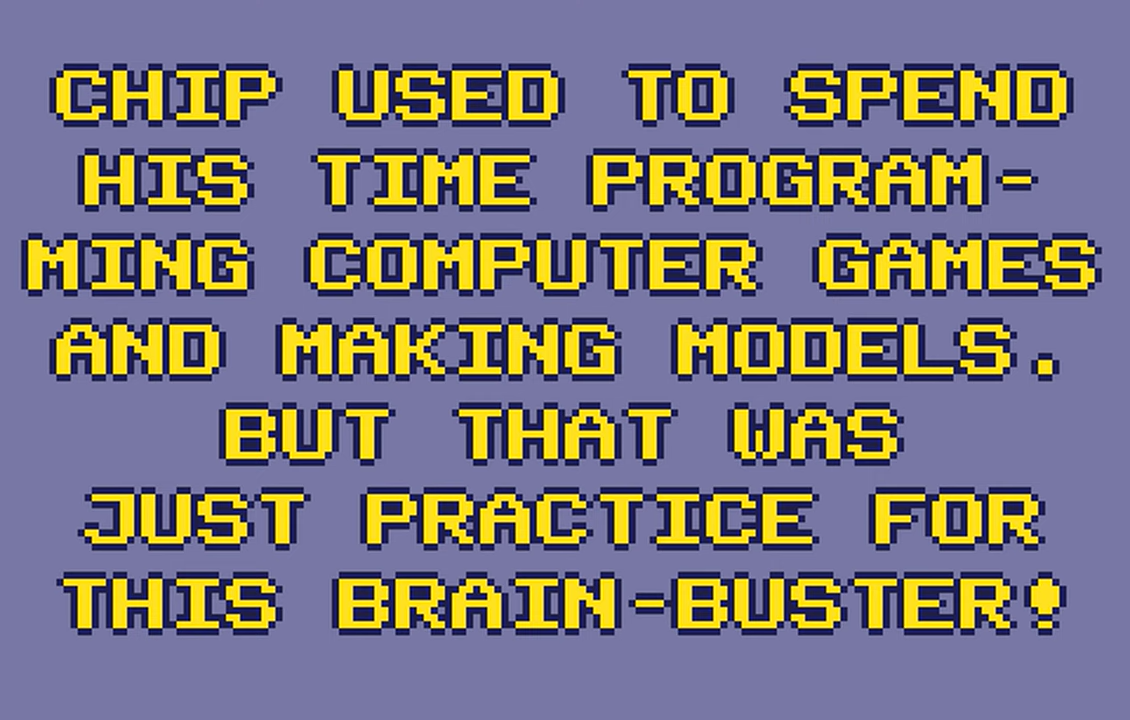 CHIP USED TO SPEND
HIS TIME PROGRAM-
MING COMPUTER GAMES
AND MAKING MODELS.
BUT THAT WAS
JUST PRACTICE FOR
THIS BRAIN-BUSTER!